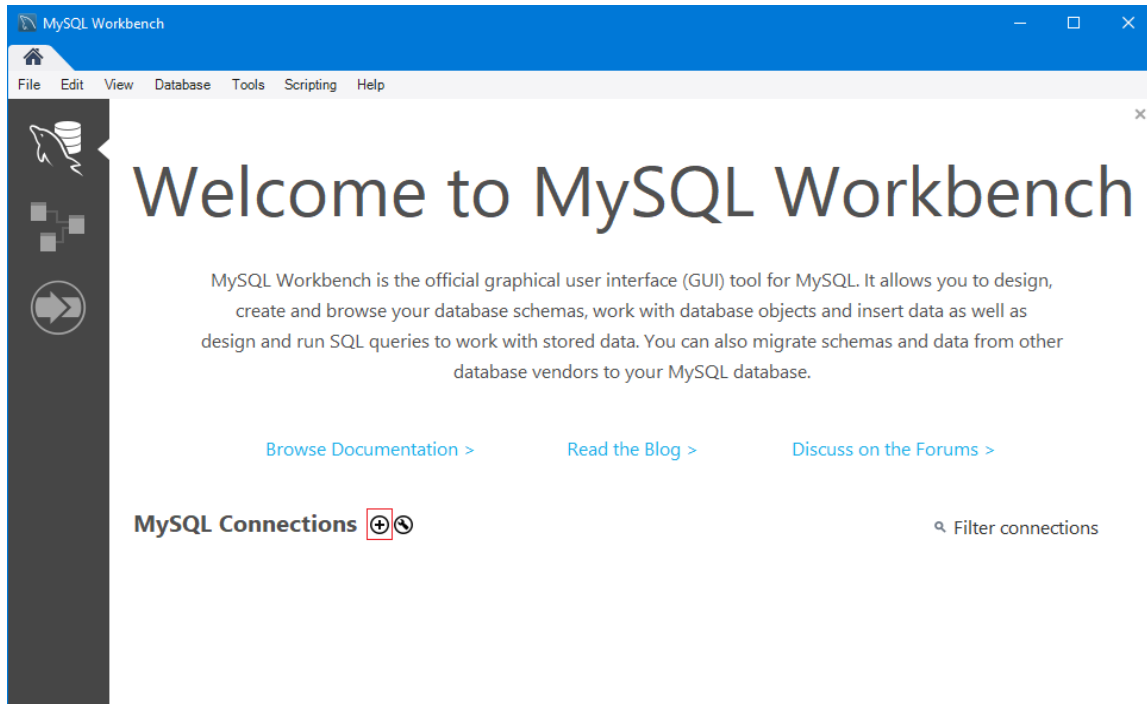 MySQL Workbench
File Edit View Database Tools Scripting Help
Welcome to MySQL Workbench
MySQL Workbench is the official graphical user interface (GUI) tool for MySQL. It allows you to design,
create and browse your database schemas, work with database objects and insert data as well as
design and run SQL queries to work with stored data. You can also migrate schemas and data from other
database vendors to your MySQL database.
Browse Documentation > Read the Blog > Discuss on the Forums >
MySQL Connections Filter connections